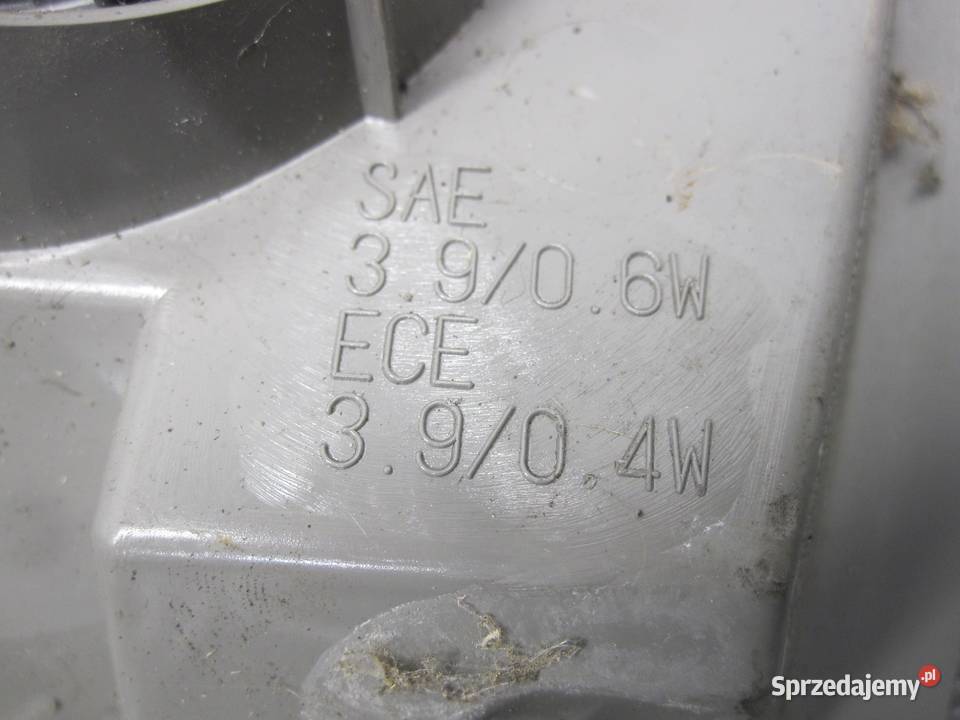 SAE
3.9/0.6W
ECE
3.9/0.4W
Sprzedajemy.pl